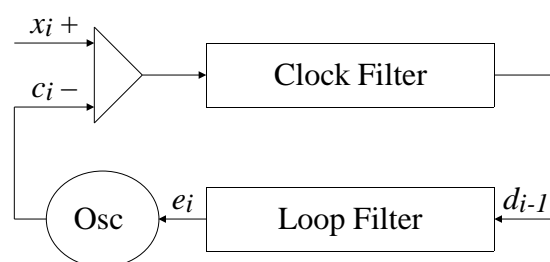 xi +
Clock Filter
ci –
Osc
ei
Loop Filter
di-1